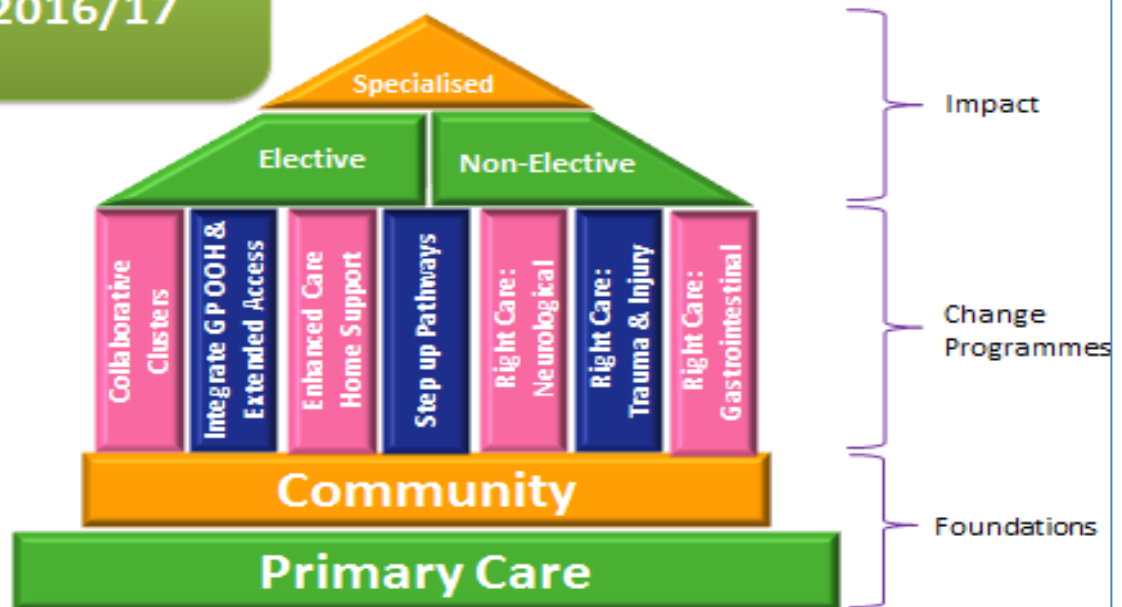 2016/17
Specialised
Impact
Elective
Non-Elective
Collaborative
Clusters
Integrate GP OOH &
Extended Access
Enhanced Care
Home Support
Step up Pathways
Right Care:
Neurological
Right Care:
Trauma & Injury
Right Care:
Gastrointestinal
Change
Programmes
Community
Foundations
Primary Care